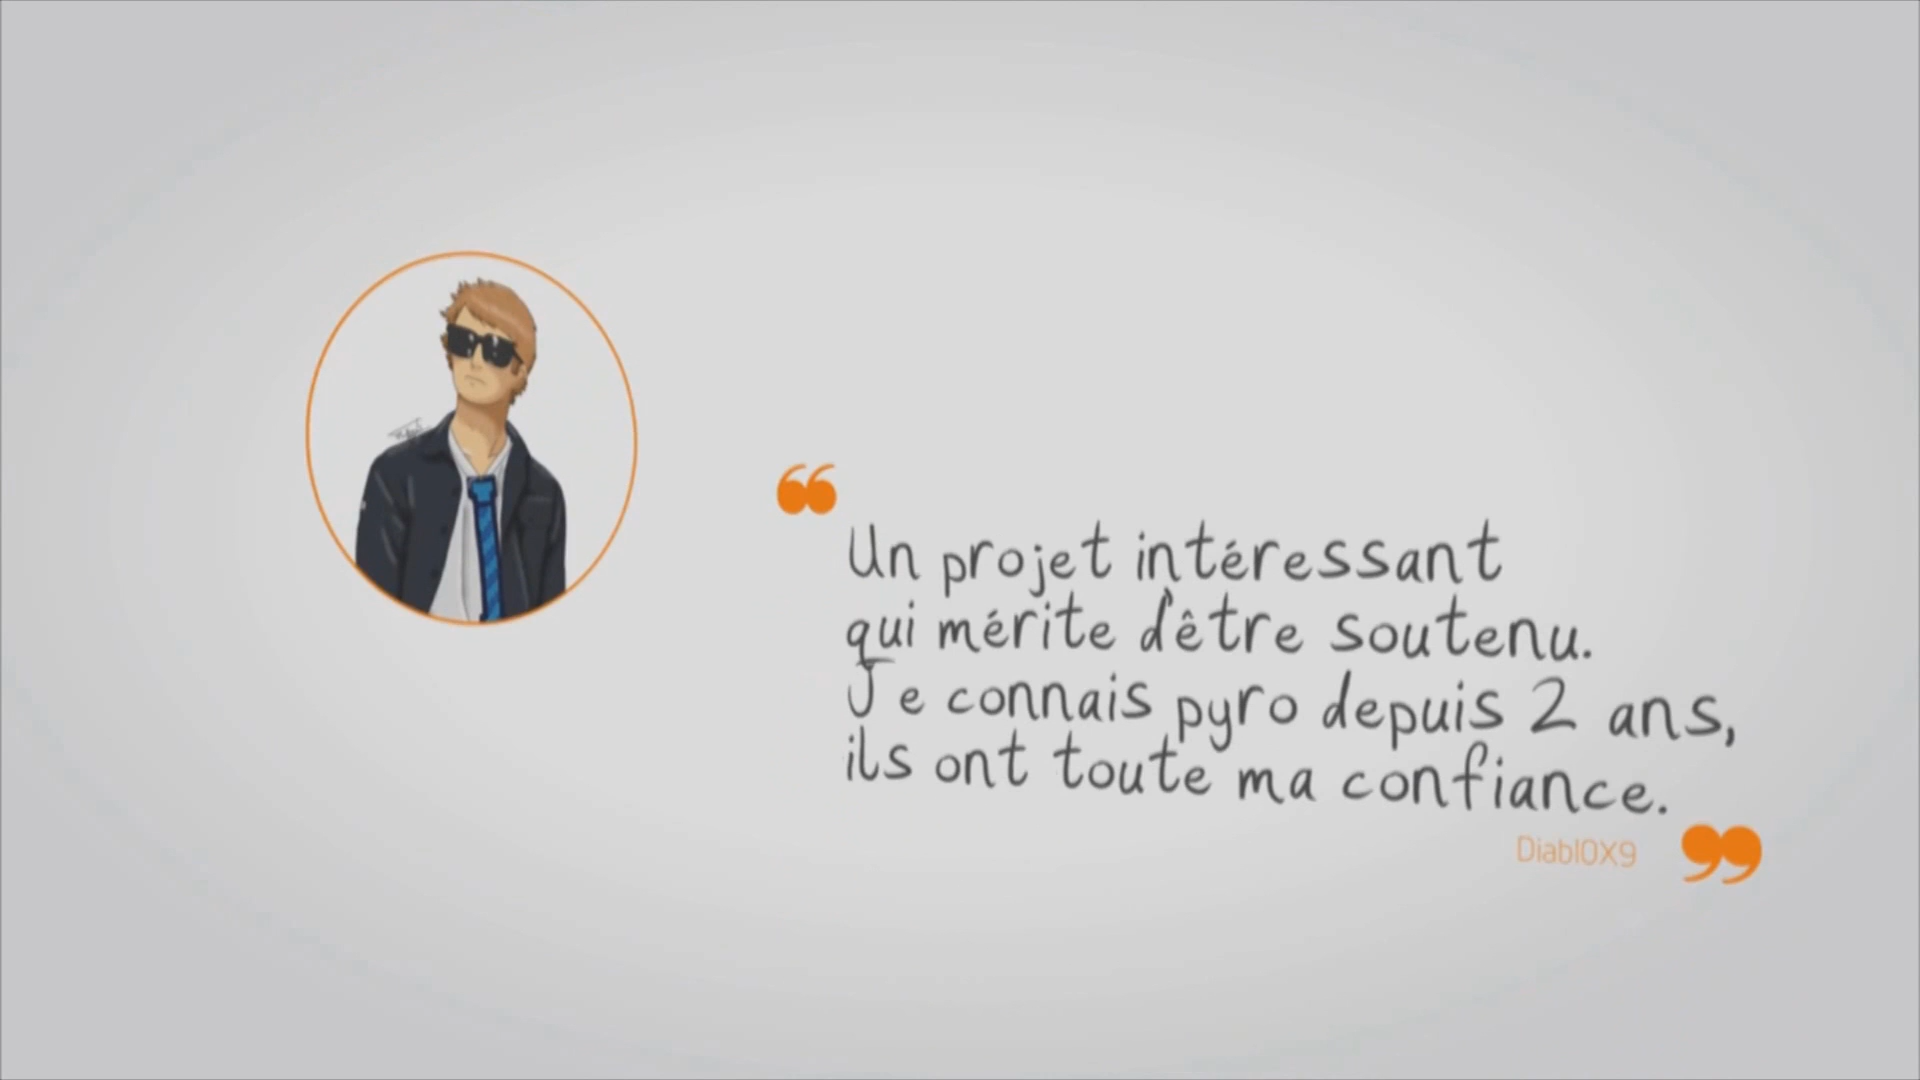 Un projet intéressant
qui mérite d'être soutenu.
Je connais pyro depuis 2 ans,
ils ont toute ma confiance.
Diabl0X9